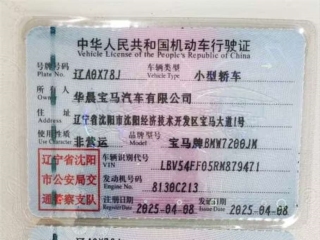 中华人民共和国机动车行驶证
Vehicle License of the People's Republic of China
号牌号码 辽A0X78J 车辆类型 小型轿车
Plate No. Vehicle Type
所有人 华晨宝马汽车有限公司
Owner
住址 辽宁省沈阳市沈阳经济技术开发区宝马大道1号
Address
使用性质 非营运 品牌型号 宝马牌BMW7200JM
Use Character Model
辽宁省沈阳
市公安局交
通警察支队
车辆识别代号 LBV54FF05RM879471
VIN
发动机号码 8130C213
Engine No.
注册日期 2025-04-08 发证日期 2025-04-08
Register Date Issue Date